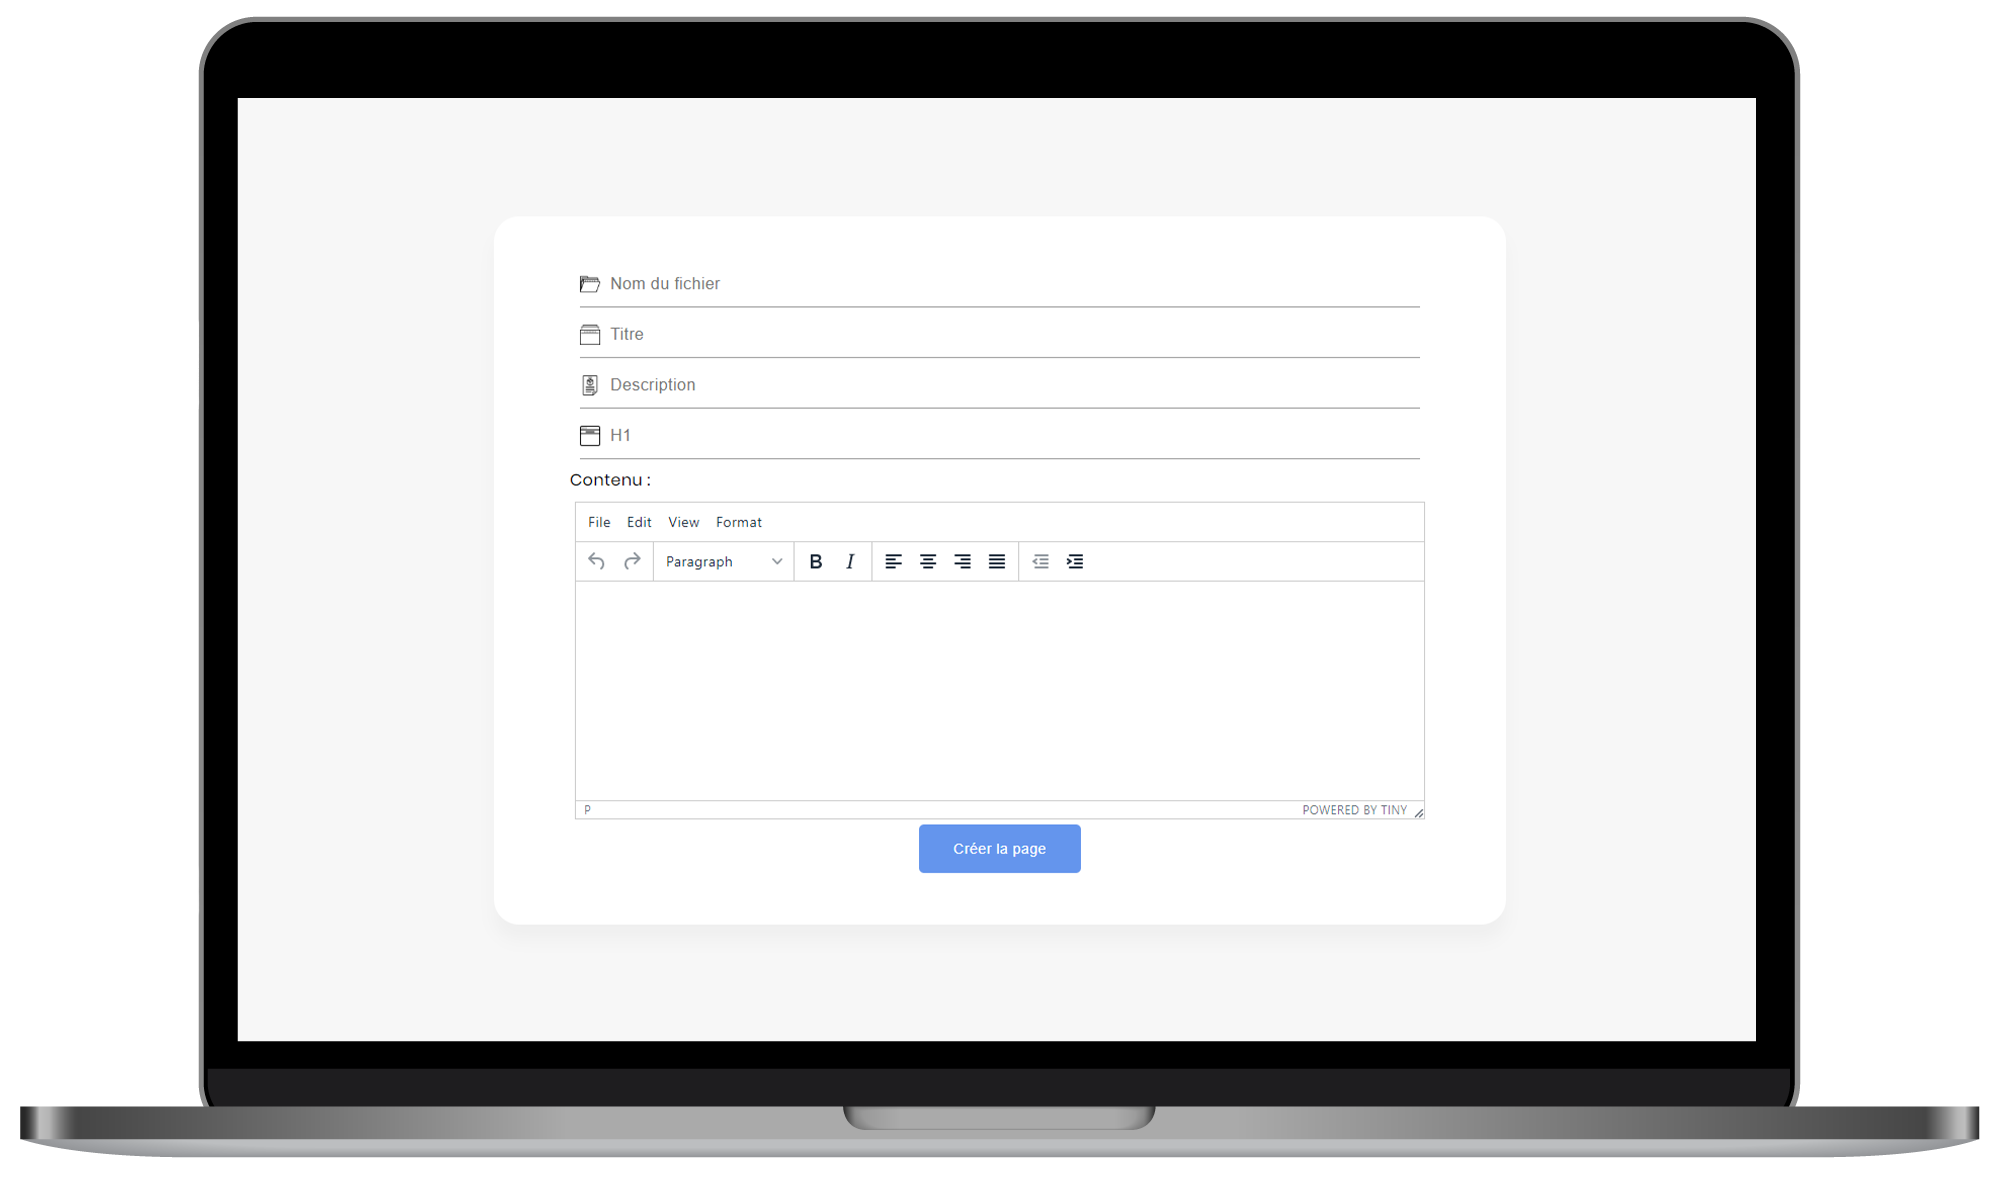 Nom du fichier
Titre
Description
H1
Contenu :
File Edit View Format
Paragraph B I
P POWERED BY TINY
Créer la page